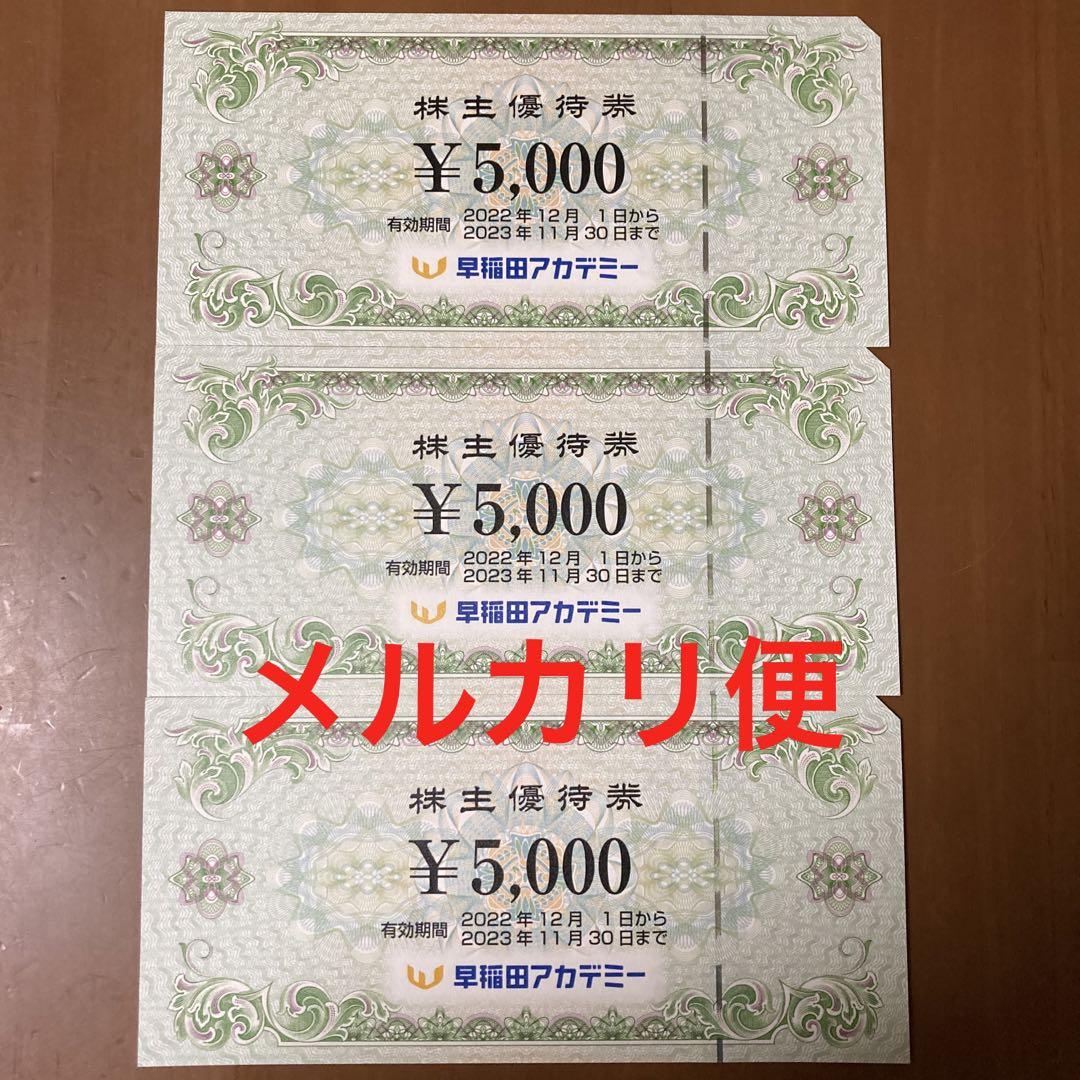 株主優待券
¥5,000
有効期間 2022年12月 1日から
2023年11月30日まで
早稲田アカデミー
株主優待券
¥5,000
有効期間 2022年12月 1日から
2023年11月30日まで
早稲田アカデミー
メルカリ便
株主優待券
¥5,000
有効期間 2022年12月 1日から
2023年11月30日まで
早稲田アカデミー